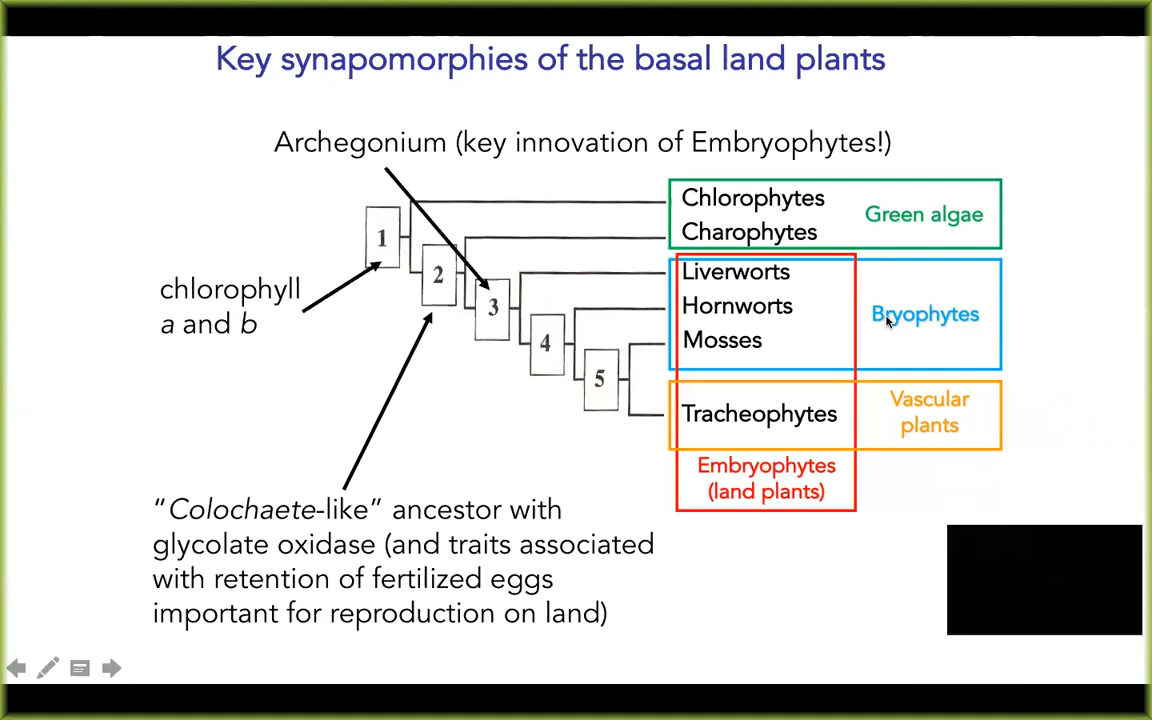 Key synapomorphies of the basal land plants
Archegonium (key innovation of Embryophytes!)
Chlorophytes
Green algae
Charophytes
1
2
chlorophyll
a and b
Liverworts
Hornworts
Bryophytes
3
Mosses
4
5
Tracheophytes
Vascular
plants
Embryophytes
(land plants)
"Colochaete-like" ancestor with
glycolate oxidase (and traits associated
with retention of fertilized eggs
important for reproduction on land)